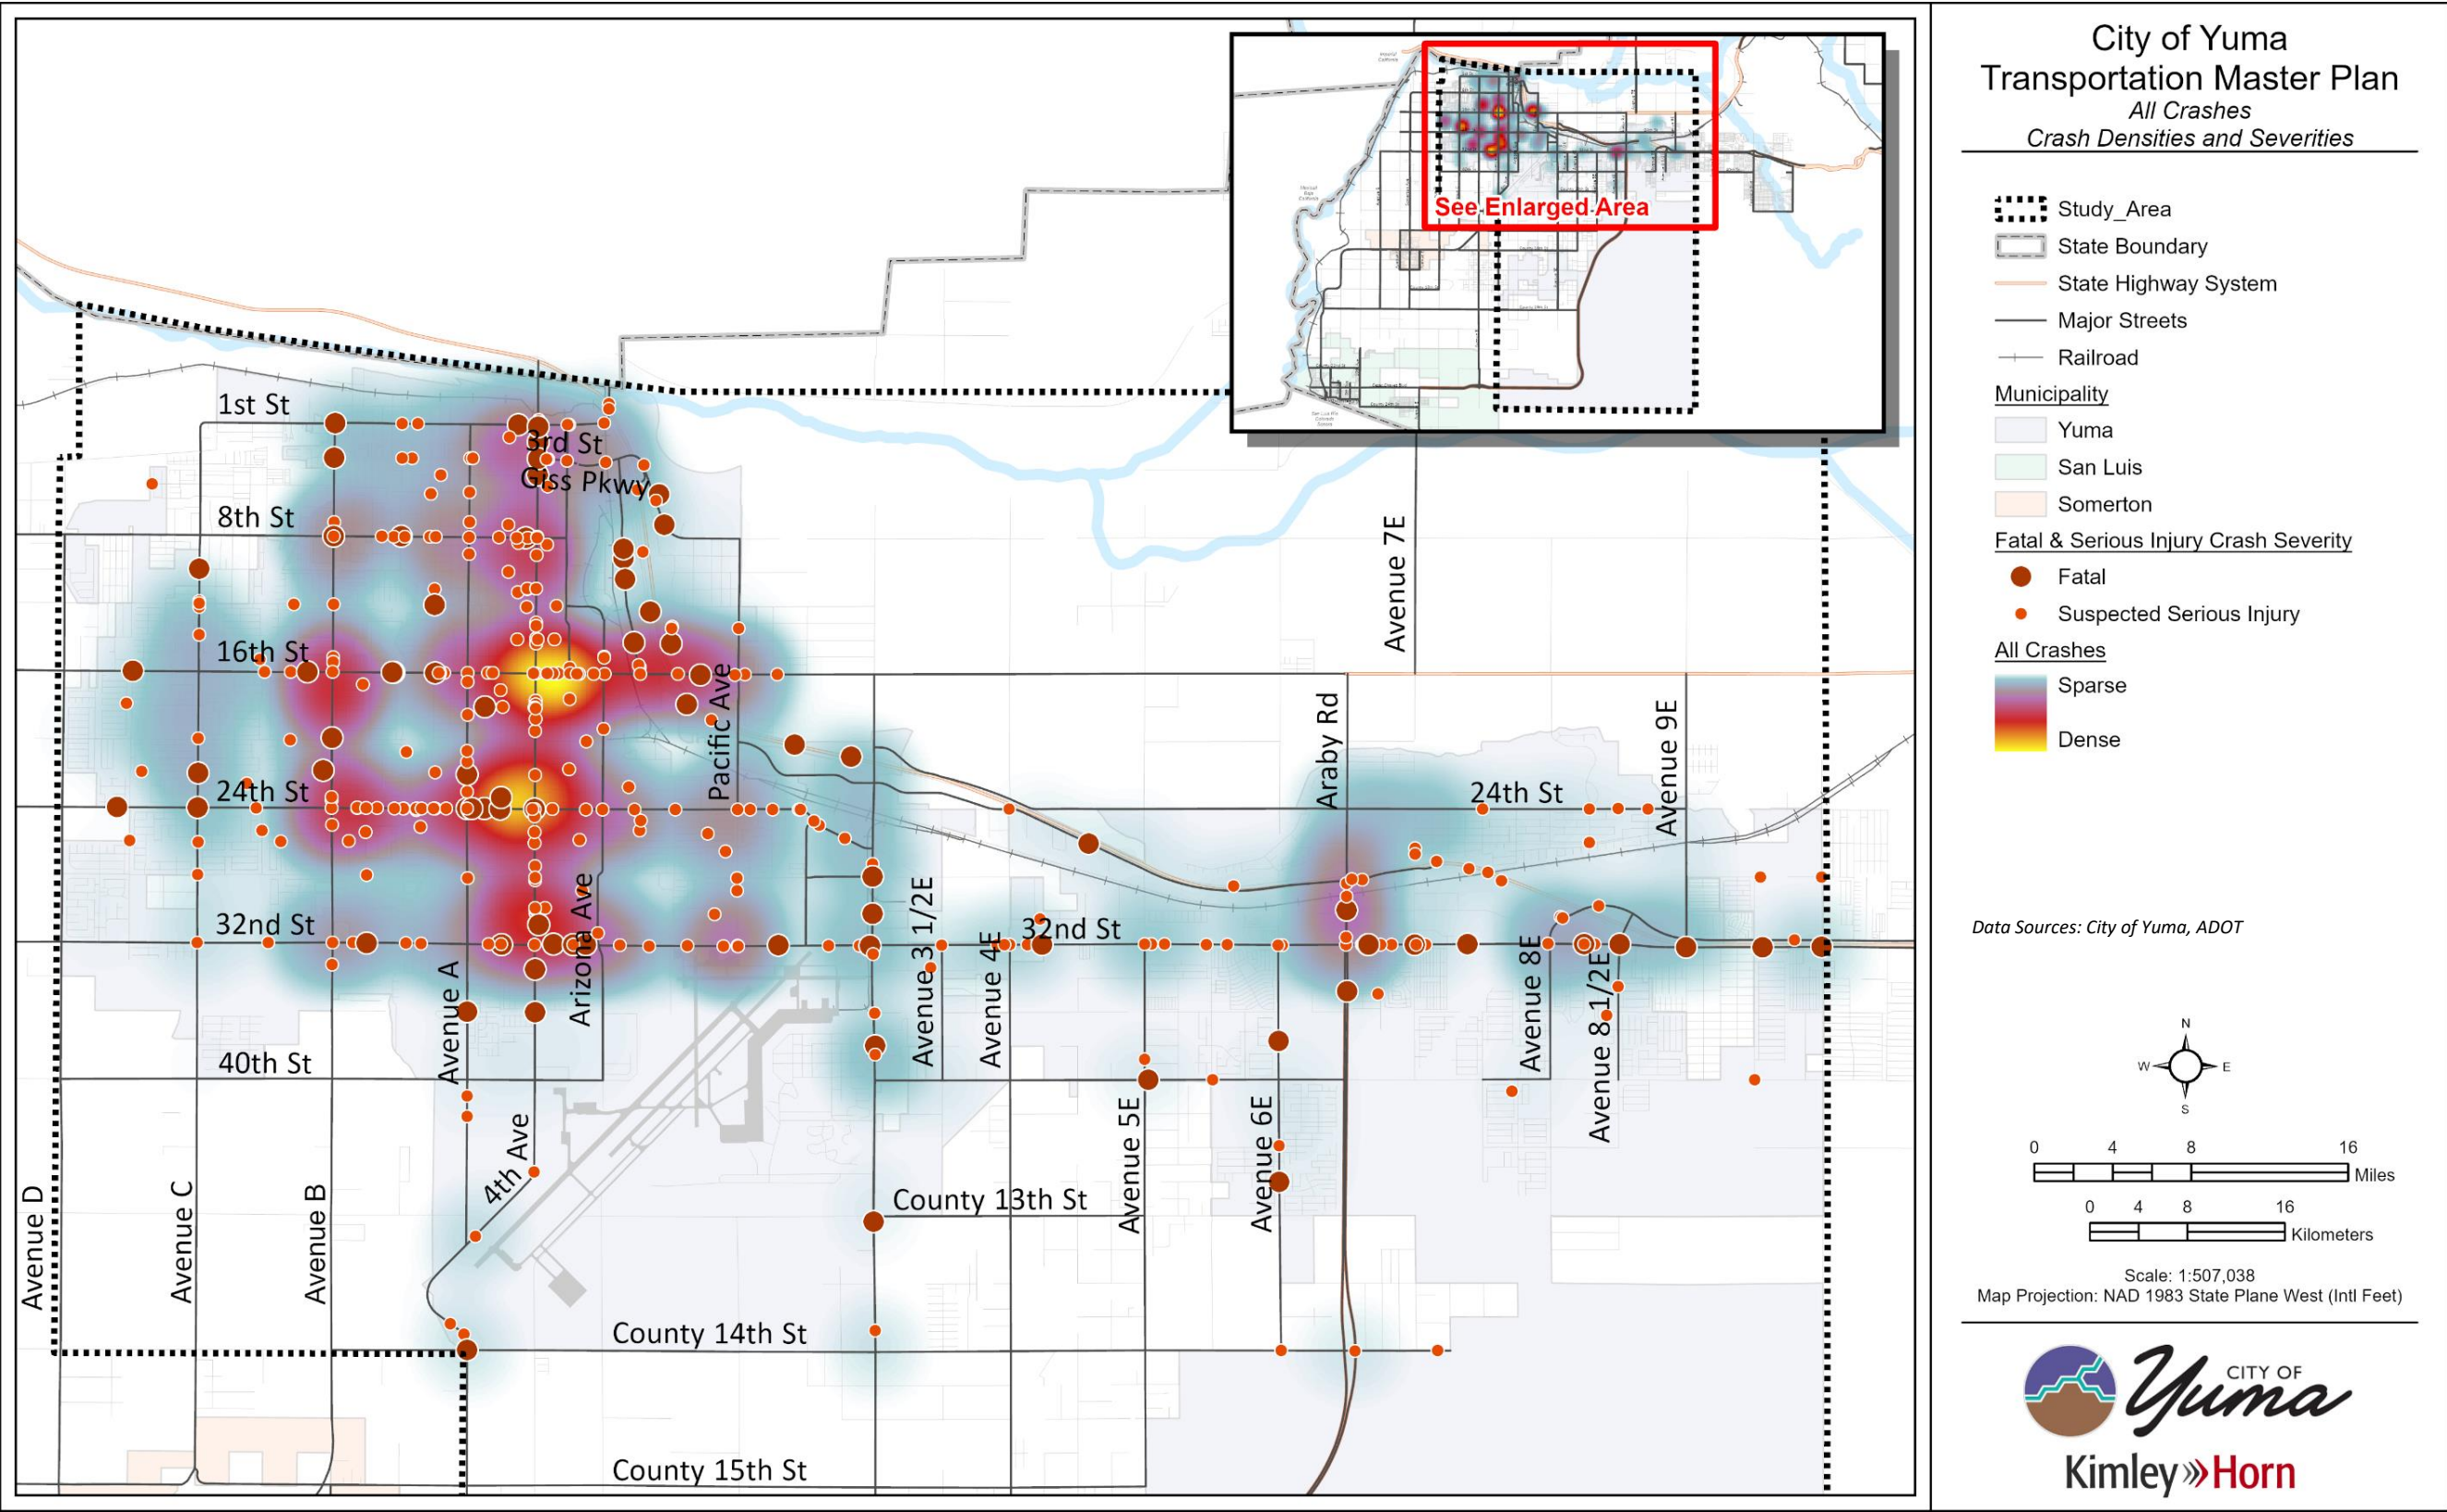 City of Yuma
Transportation Master Plan
All Crashes
Crash Densities and Severities
Study_Area
State Boundary
State Highway System
Major Streets
Railroad
Municipality
Yuma
San Luis
Somerton
Fatal & Serious Injury Crash Severity
Fatal
Suspected Serious Injury
All Crashes
Sparse
Dense
Data Sources: City of Yuma, ADOT
N
W
E
S
0 4 8 16
Miles
0 4 8 16
Kilometers
Scale: 1:507,038
Map Projection: NAD 1983 State Plane West (Intl Feet)
CITY OF
Yuma
Kimley»Horn
See Enlarged Area
1st St
3rd St
Giss Pkwy
8th St
16th St
24th St
24th St
32nd St
32nd St
40th St
County 13th St
County 14th St
County 15th St
Avenue D
Avenue C
Avenue B
Avenue A
4th Ave
Arizona Ave
Pacific Ave
Avenue 3 1/2E
Avenue 4E
Avenue 5E
Avenue 6E
Araby Rd
Avenue 7E
Avenue 8E
Avenue 8 1/2E
Avenue 9E